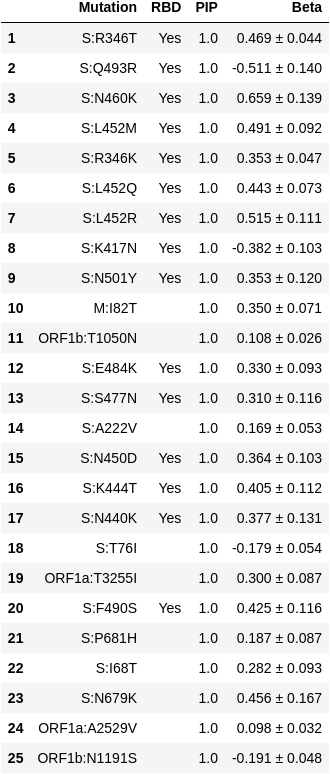 Mutation RBD PIP Beta
1 S:R346T Yes 1.0 0.469 ± 0.044
2 S:Q493R Yes 1.0 -0.511 ± 0.140
3 S:N460K Yes 1.0 0.659 ± 0.139
4 S:L452M Yes 1.0 0.491 ± 0.092
5 S:R346K Yes 1.0 0.353 ± 0.047
6 S:L452Q Yes 1.0 0.443 ± 0.073
7 S:L452R Yes 1.0 0.515 ± 0.111
8 S:K417N Yes 1.0 -0.382 ± 0.103
9 S:N501Y Yes 1.0 0.353 ± 0.120
10 M:I82T 1.0 0.350 ± 0.071
11 ORF1b:T1050N 1.0 0.108 ± 0.026
12 S:E484K Yes 1.0 0.330 ± 0.093
13 S:S477N Yes 1.0 0.310 ± 0.116
14 S:A222V 1.0 0.169 ± 0.053
15 S:N450D Yes 1.0 0.364 ± 0.103
16 S:K444T Yes 1.0 0.405 ± 0.112
17 S:N440K Yes 1.0 0.377 ± 0.131
18 S:T76I 1.0 -0.179 ± 0.054
19 ORF1a:T3255I 1.0 0.300 ± 0.087
20 S:F490S Yes 1.0 0.425 ± 0.116
21 S:P681H 1.0 0.187 ± 0.087
22 S:I68T 1.0 0.282 ± 0.093
23 S:N679K 1.0 0.456 ± 0.167
24 ORF1a:A2529V 1.0 0.098 ± 0.032
25 ORF1b:N1191S 1.0 -0.191 ± 0.048